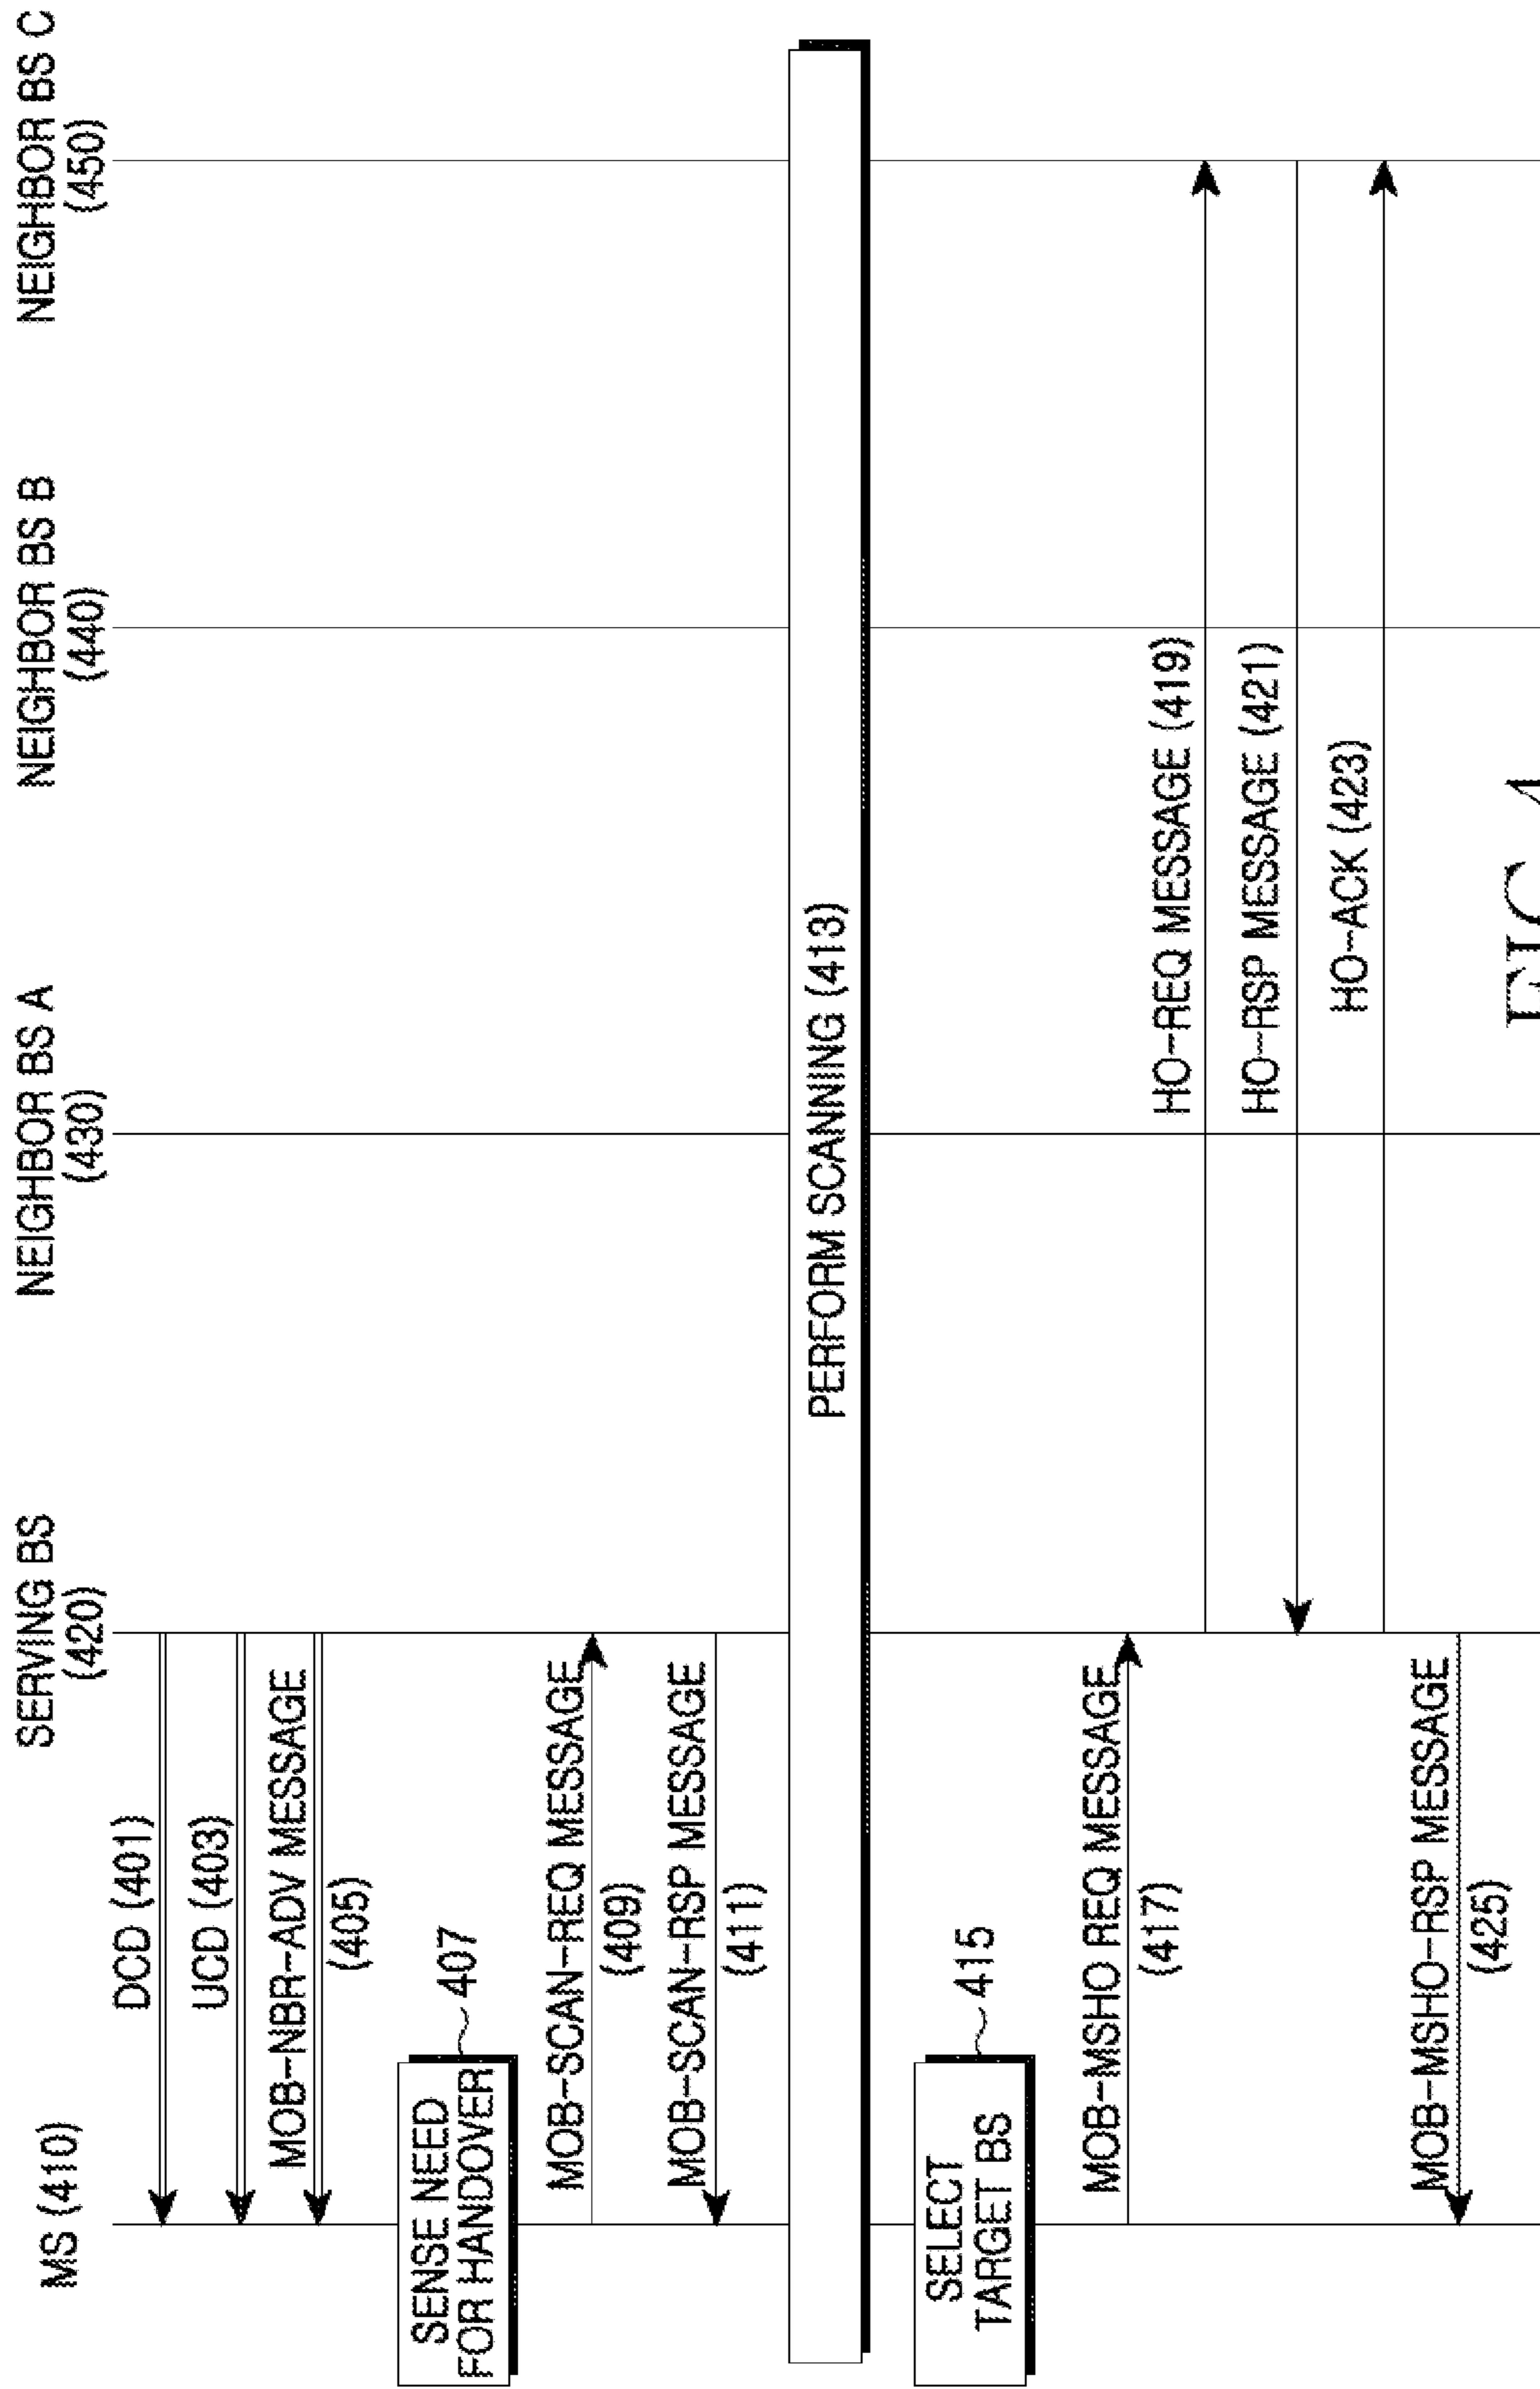 MS (410)
SERVING BS
(420)
NEIGHBOR BS A
(430)
NEIGHBOR BS B
(440)
NEIGHBOR BS C
(450)
DCD (401)
UCD (403)
MOB-NBR-ADV MESSAGE
(405)
SENSE NEED
FOR HANDOVER
407
MOB-SCAN-REQ MESSAGE
(409)
MOB-SCAN-RSP MESSAGE
(411)
PERFORM SCANNING (413)
SELECT
TARGET BS
415
MOB-MSHO REQ MESSAGE
(417)
HO-REQ MESSAGE (419)
HO-RSP MESSAGE (421)
HO-ACK (423)
MOB-MSHO-RSP MESSAGE
(425)